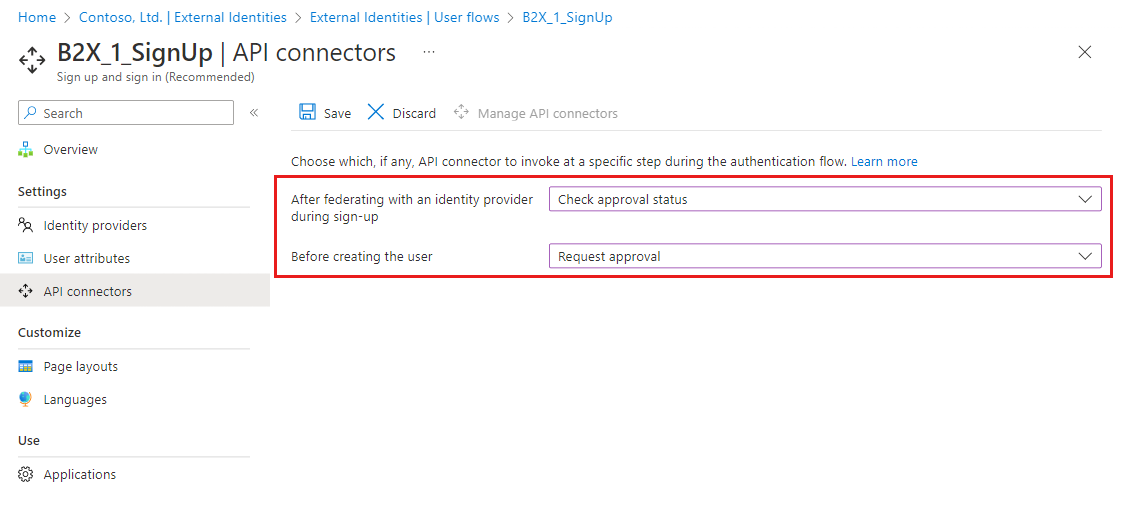 Home > Contoso, Ltd. | External Identities > External Identities | User flows > B2X_1_SignUp
B2X_1_SignUp | API connectors ...
Sign up and sign in (Recommended)
Search «
Save Discard Manage API connectors
Overview
Choose which, if any, API connector to invoke at a specific step during the authentication flow. Learn more
Settings
After federating with an identity provider
during sign-up
Check approval status
Identity providers
User attributes
Before creating the user Request approval
API connectors
Customize
Page layouts
Languages
Use
Applications